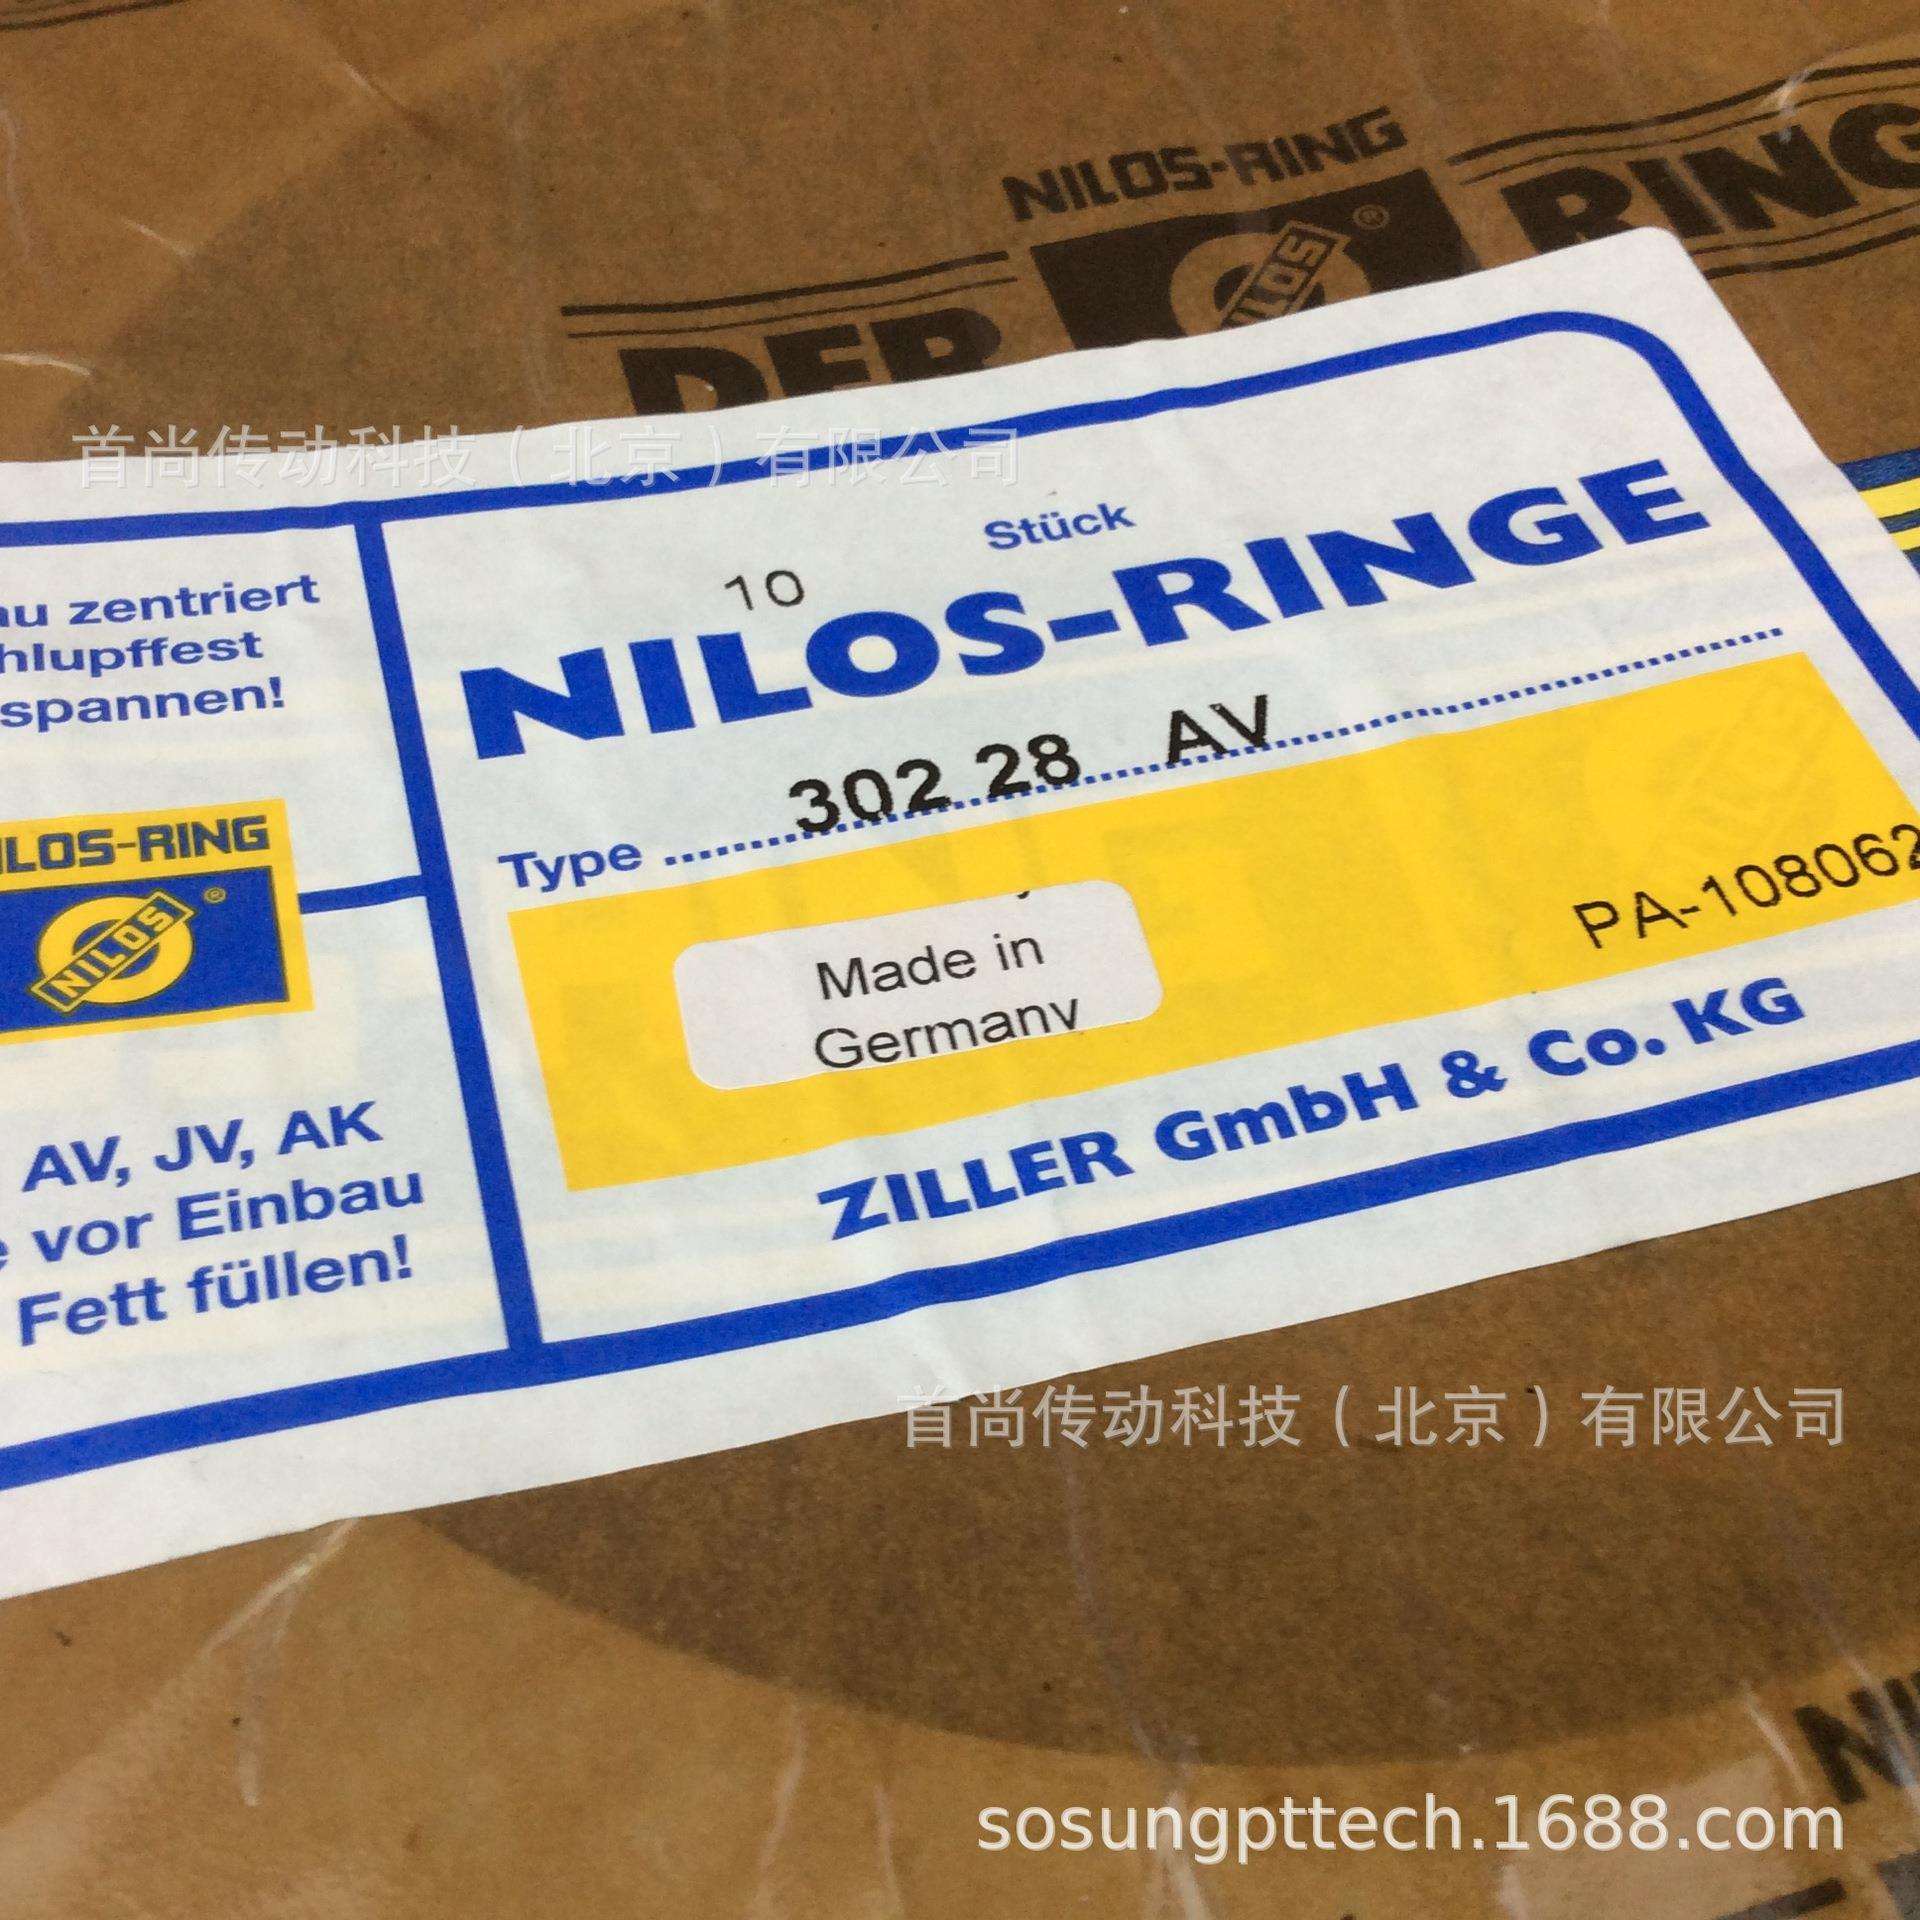 NILOS-RING
NILOS ®
RING
DER
首尚传动科技（北京）有限公司
zentriert
spannen!
NILOS-RING
NILOS ®
AV, JV, AK
vor Einbau
Fett füllen!
10 Stück
NILOS-RINGE
Type 302 28 AV
Made in
Germany
PA-108062
ZILLER GmbH & Co. KG
首尚传动科技（北京）有限公司
sosungpttech.1688.com